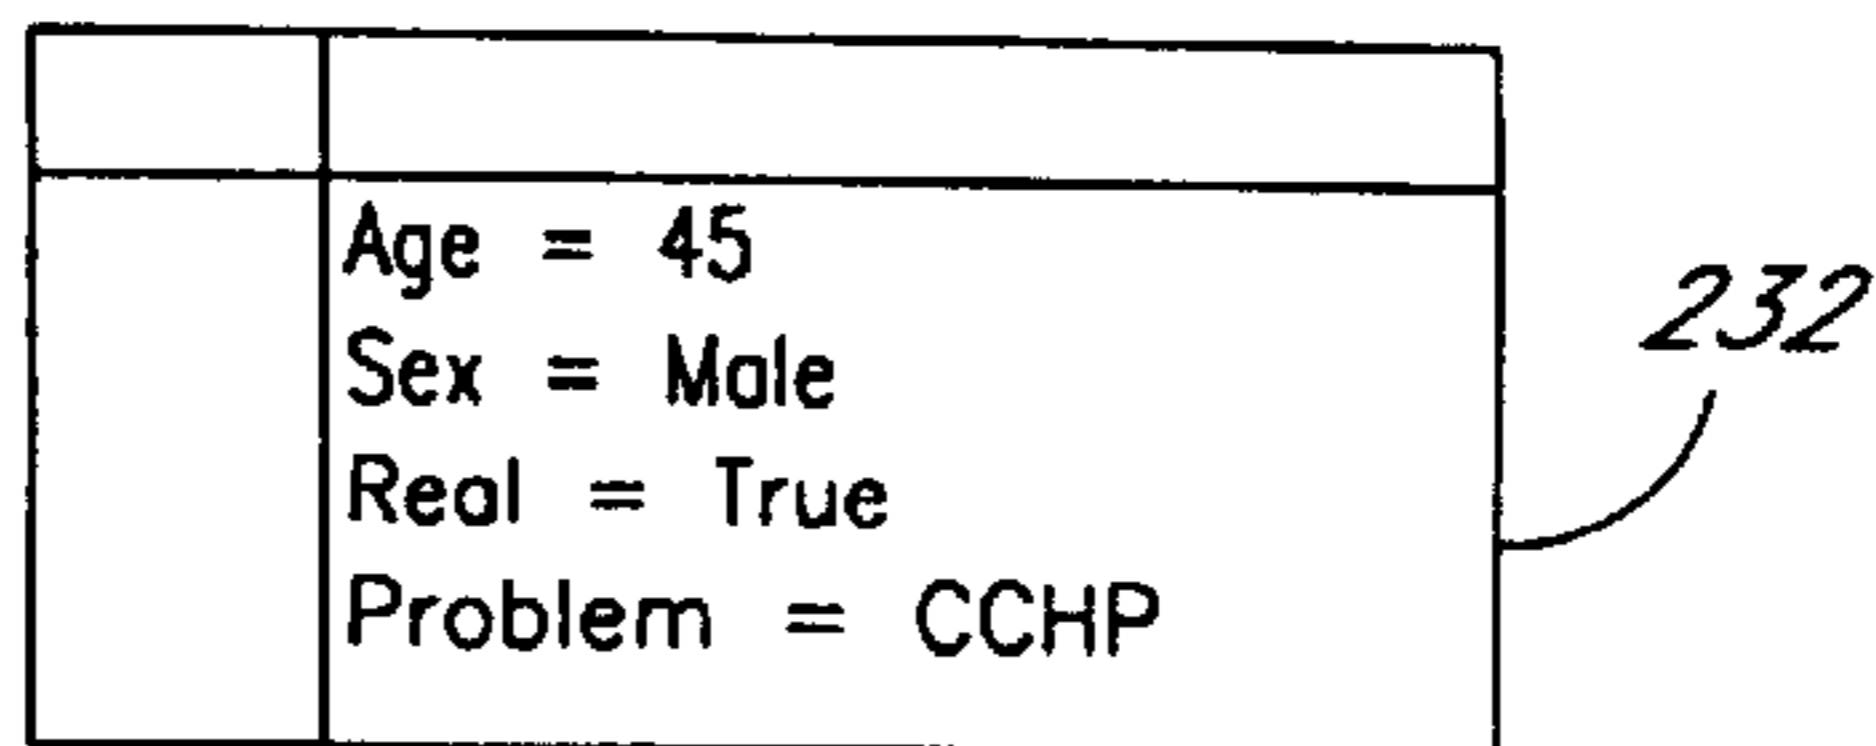 Age = 45
Sex = Male
Real = True
Problem = CCHP
232